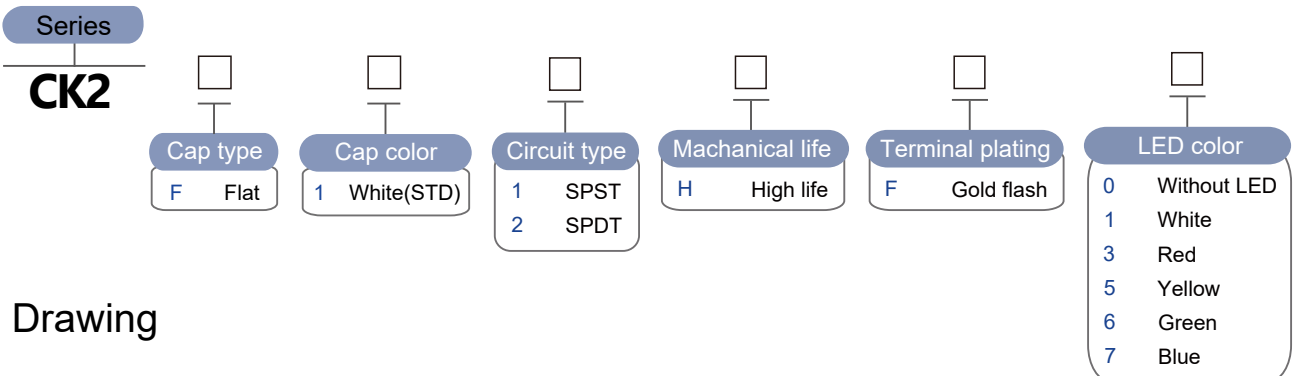 Series
CK2
Cap type
F Flat
Cap color
1 White(STD)
Circuit type
1 SPST
2 SPDT
Machanical life
H High life
Terminal plating
F Gold flash
LED color
0 Without LED
1 White
3 Red
5 Yellow
6 Green
7 Blue
Drawing